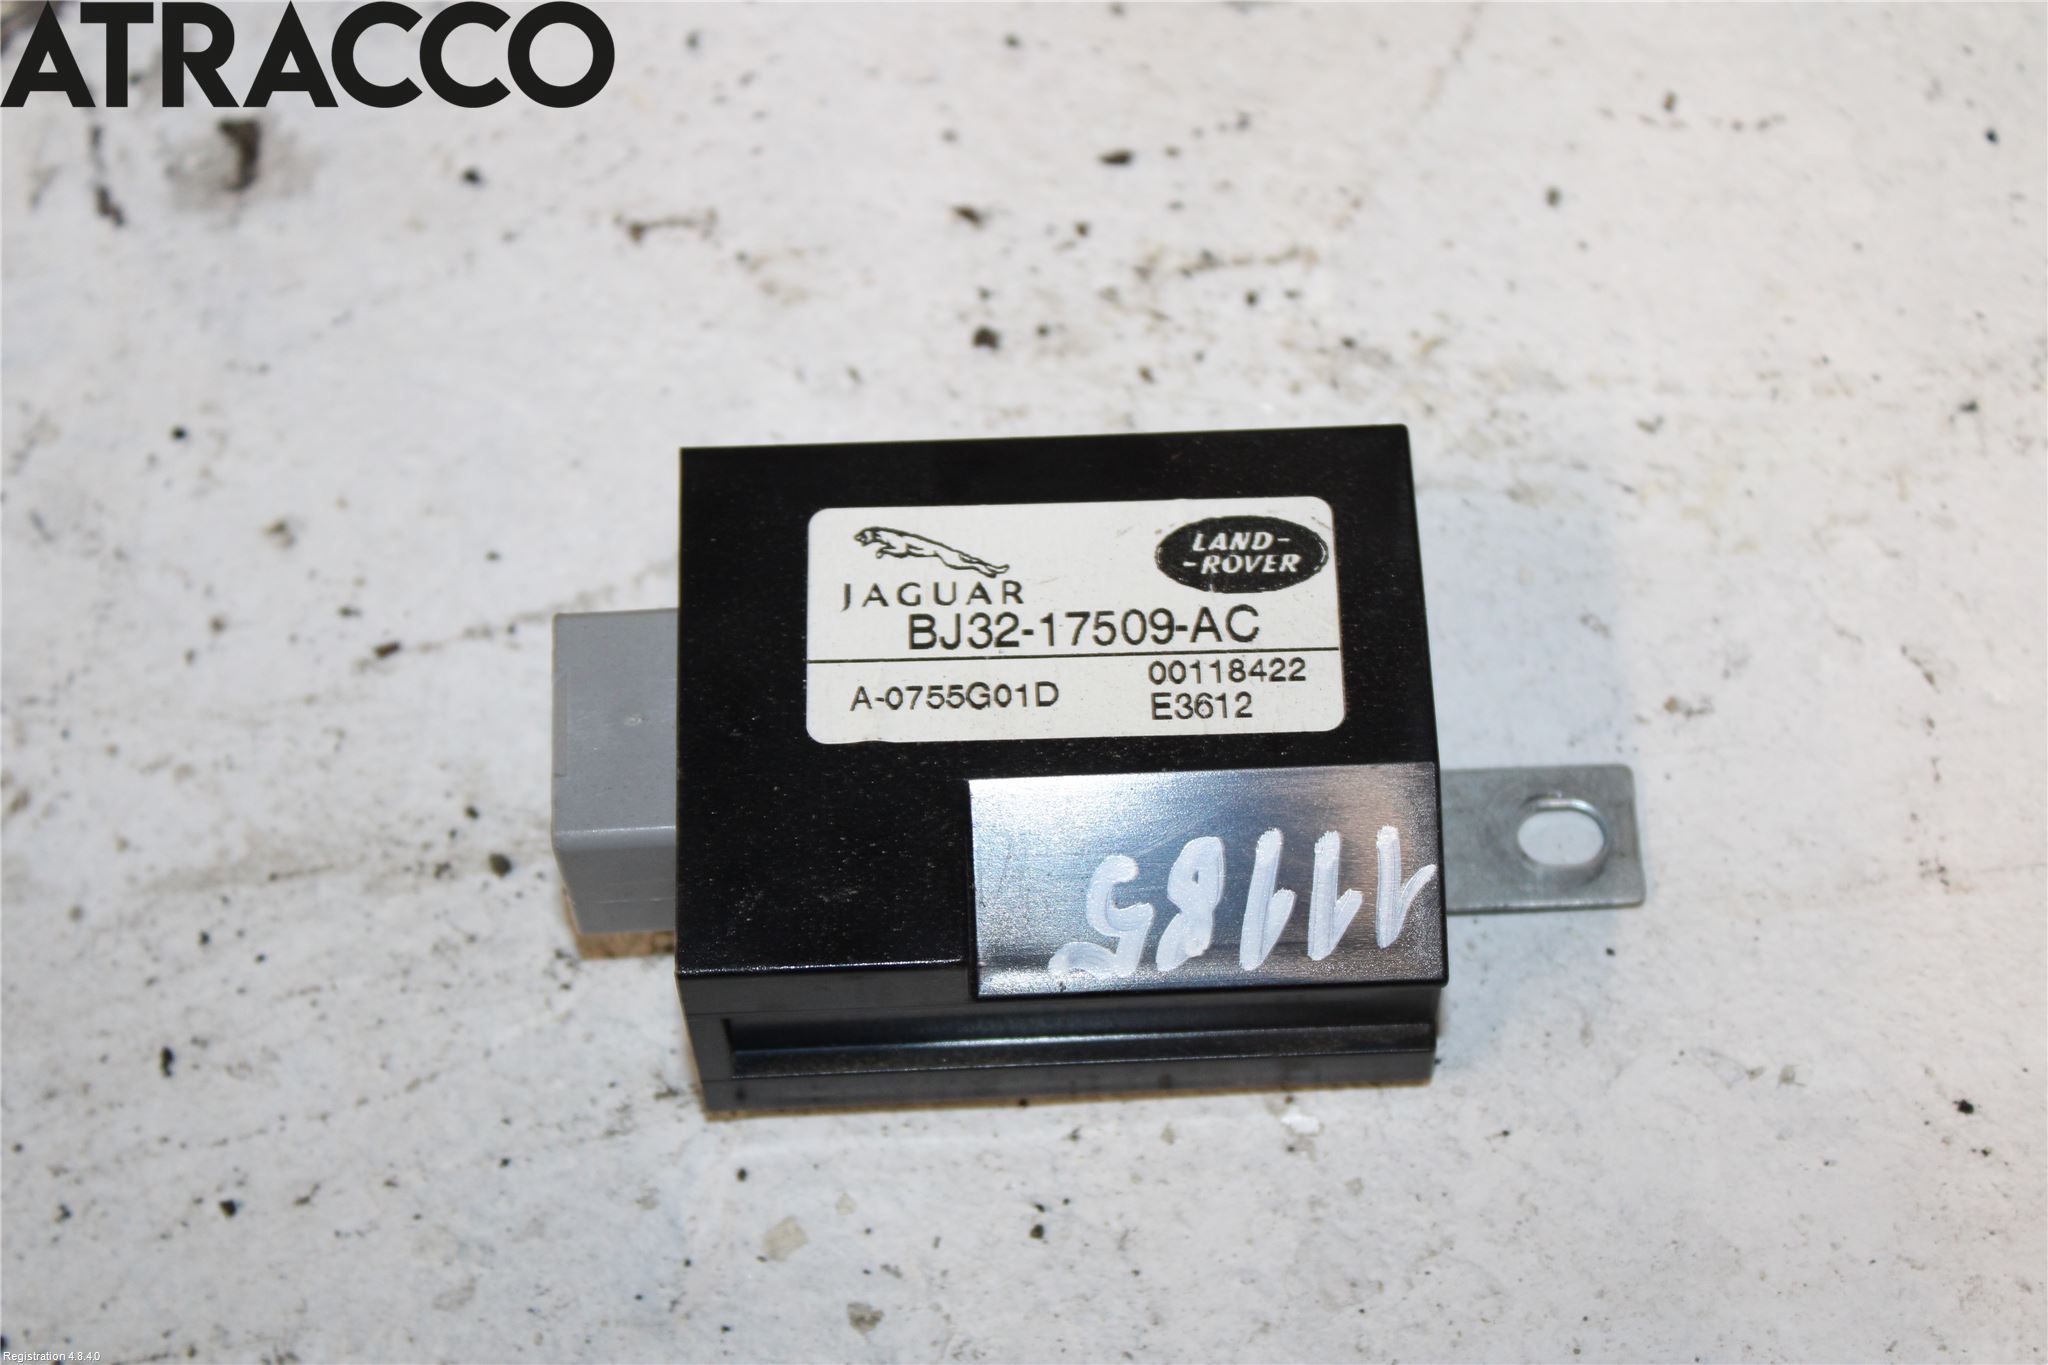 ATRACCO
LAND-
-ROVER
JAGUAR
BJ32-17509-AC
00118422
A-0755G01D
E3612
11185
Registration 4.8.4.0